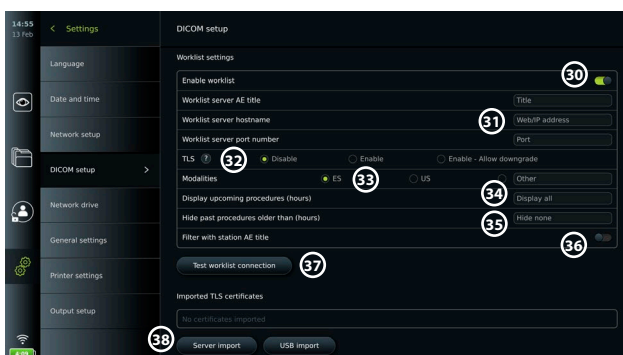 14:55
13 Feb
< Settings
DICOM setup
Language
Date and time
Network setup
DICOM setup >
Network drive
General settings
Printer settings
Output setup
Worklist settings
Enable worklist 30
Worklist server AE title Title
Worklist server hostname 31 Web/IP address
Worklist server port number Port
TLS ? 32 Disable Enable Enable - Allow downgrade
Modalities ES 33 US Other
Display upcoming procedures (hours) 34 Display all
Hide past procedures older than (hours) 35 Hide none
Filter with station AE title 36
Test worklist connection 37
Imported TLS certificates
No certificates imported
38 Server import USB import